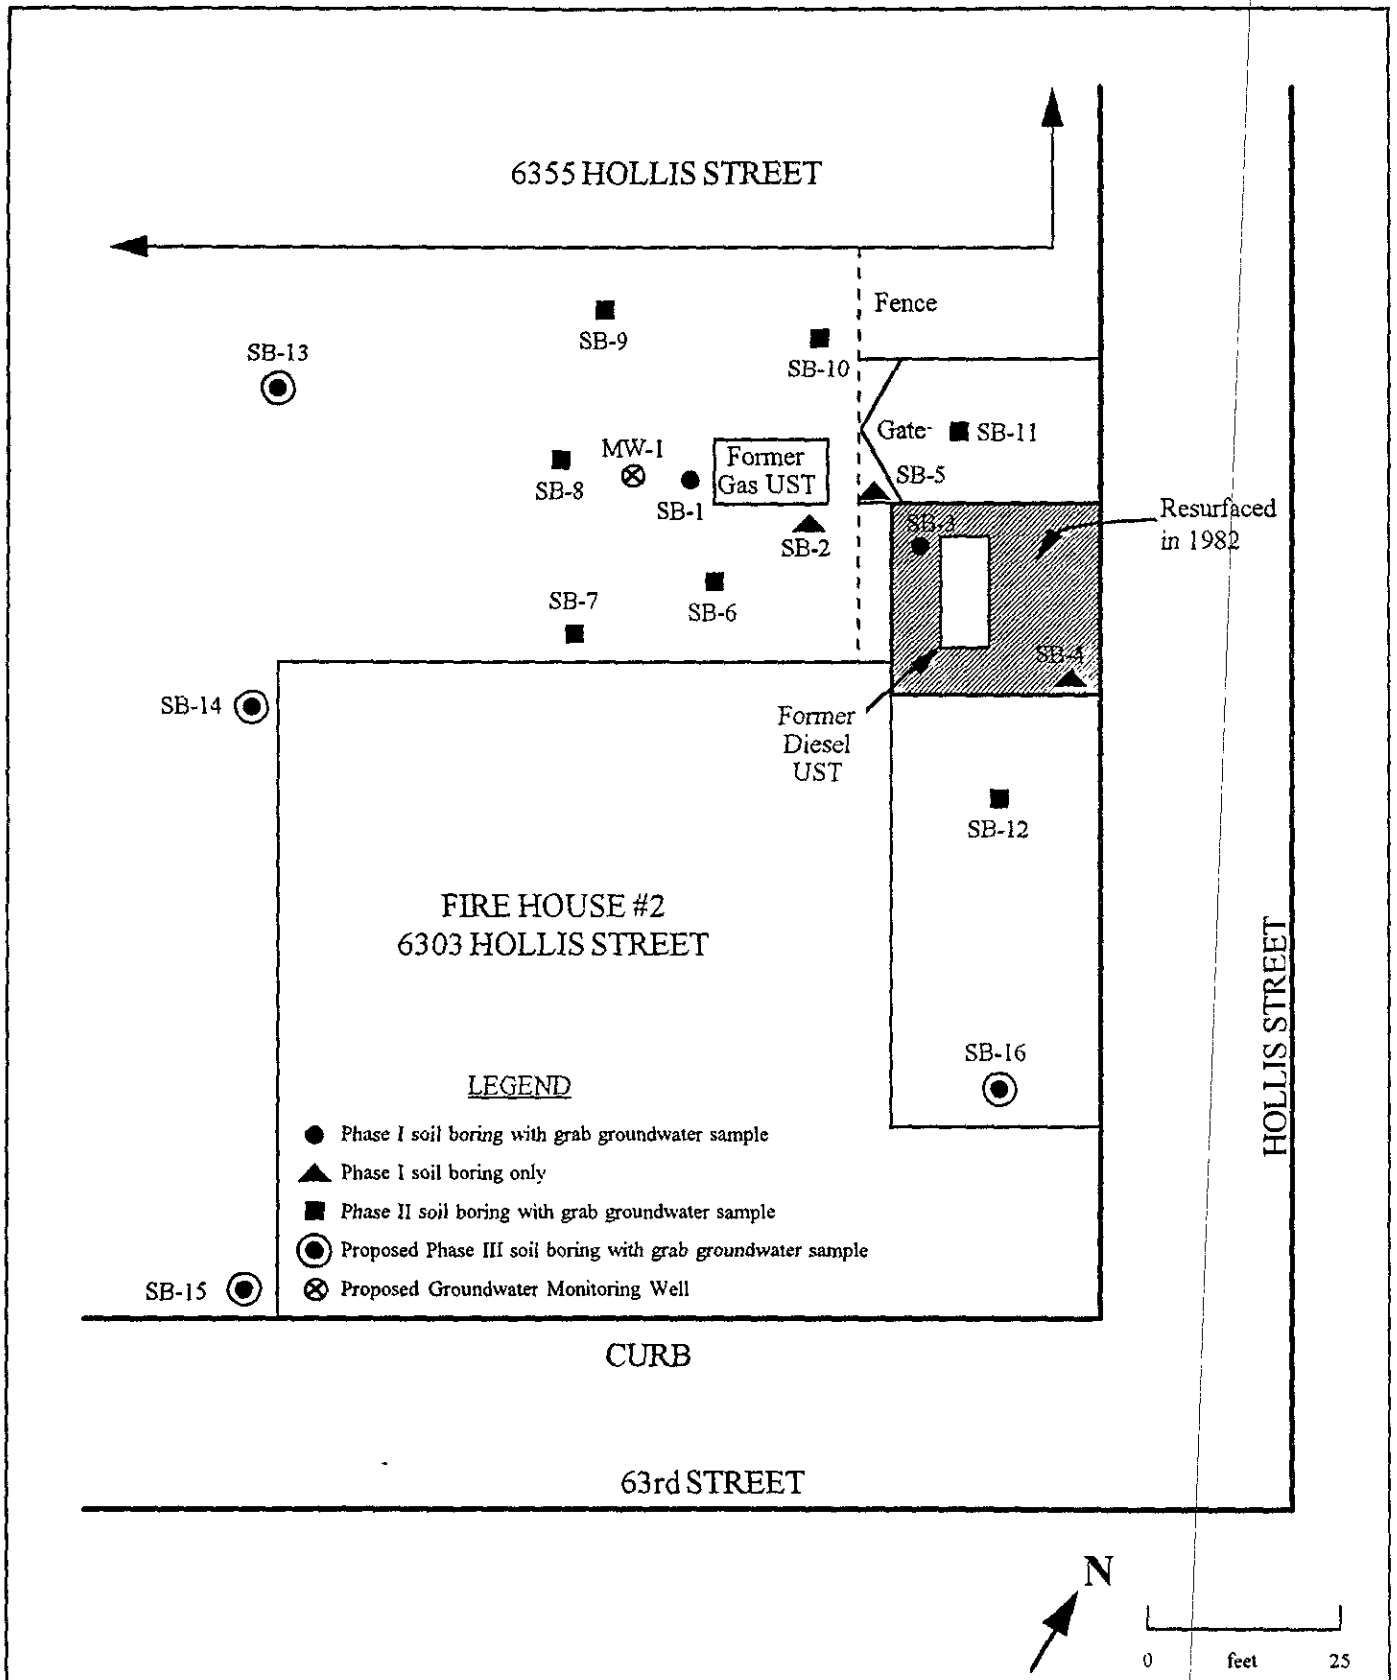 6355 HOLLIS STREET
Fence
SB-9
SB-13
SB-10
Gate
SB-11
MW-1
Former
Gas UST
SB-5
SB-8
SB-1
Resurfaced
in 1982
SB-3
SB-2
SB-7
SB-6
SB-4
SB-14
Former
Diesel
UST
SB-12
FIRE HOUSE #2
6303 HOLLIS STREET
HOLLIS STREET
SB-16
LEGEND
Phase I soil boring with grab groundwater sample
Phase I soil boring only
Phase II soil boring with grab groundwater sample
Proposed Phase III soil boring with grab groundwater sample
Proposed Groundwater Monitoring Well
SB-15
CURB
63rd STREET
N
0 feet 25